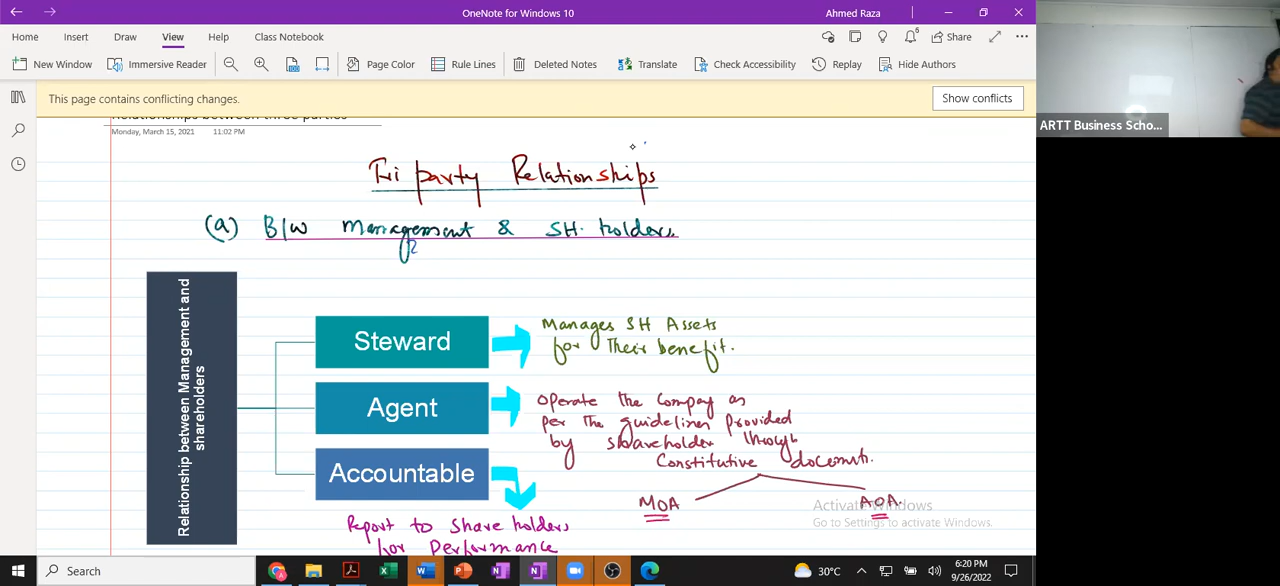 OneNote for Windows 10
Ahmed Raza
Home Insert Draw View Help Class Notebook
Share
New Window Immersive Reader Page Color Rule Lines Deleted Notes Translate Check Accessibility Replay Hide Authors
This page contains conflicting changes.
Show conflicts
ARTT Business Scho...
Relationships between three parties
Monday, March 15, 2021 11:02 PM
Tri party Relationships
(a) B/w Management & SH. holders
Relationship between Management and shareholders
Steward
Manages SH Assets
for Their benefit.
Agent
Operate the Company as
per the guidelines provided
by shareholder through
Constitutive documents.
MOA AOA.
Accountable
Report to Share holders
for Performance
Activate Windows
Go to Settings to activate Windows.
Search
30°C
6:20 PM
9/26/2022